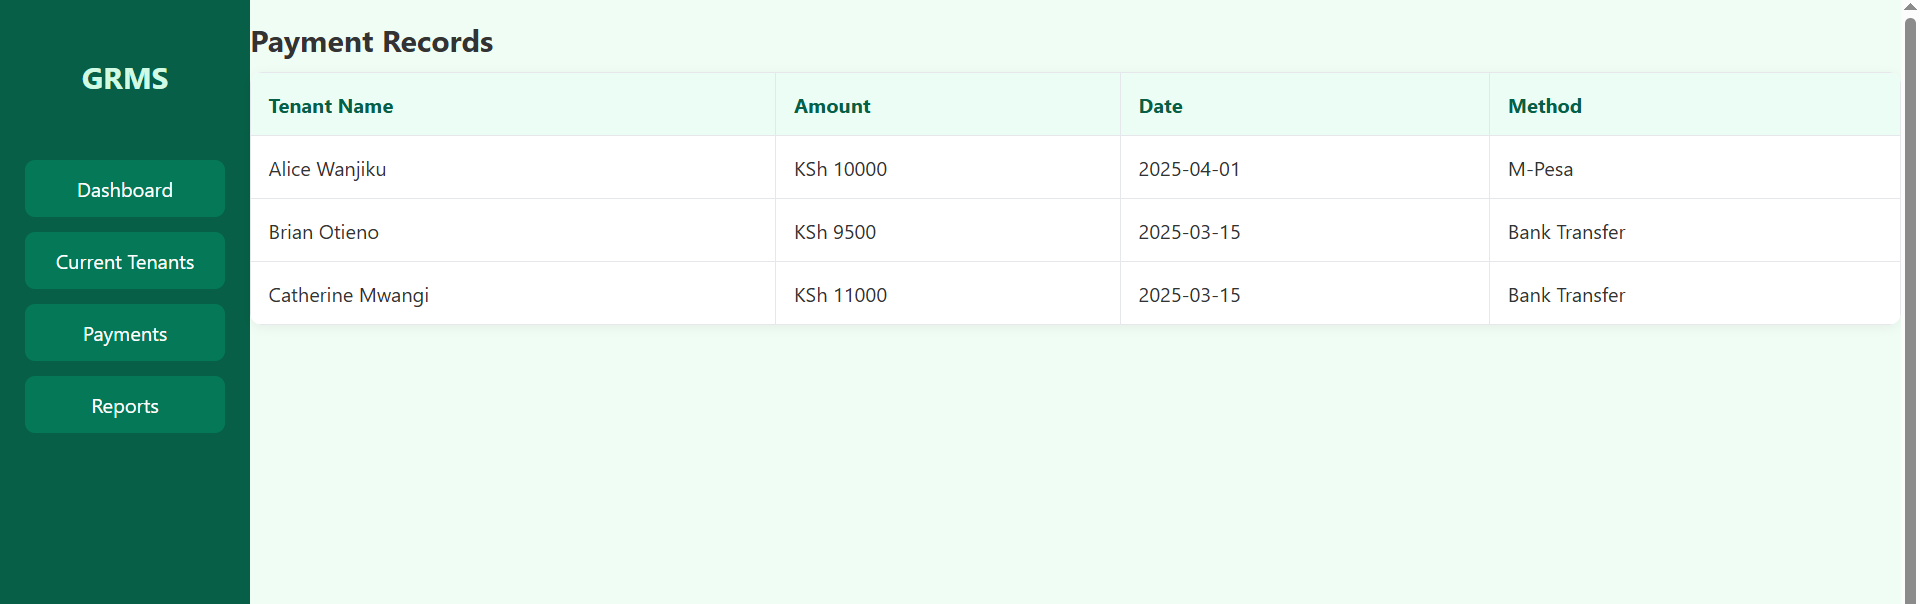 GRMS
Dashboard
Current Tenants
Payments
Reports
Payment Records
Tenant Name Amount Date Method
Alice Wanjiku KSh 10000 2025-04-01 M-Pesa
Brian Otieno KSh 9500 2025-03-15 Bank Transfer
Catherine Mwangi KSh 11000 2025-03-15 Bank Transfer